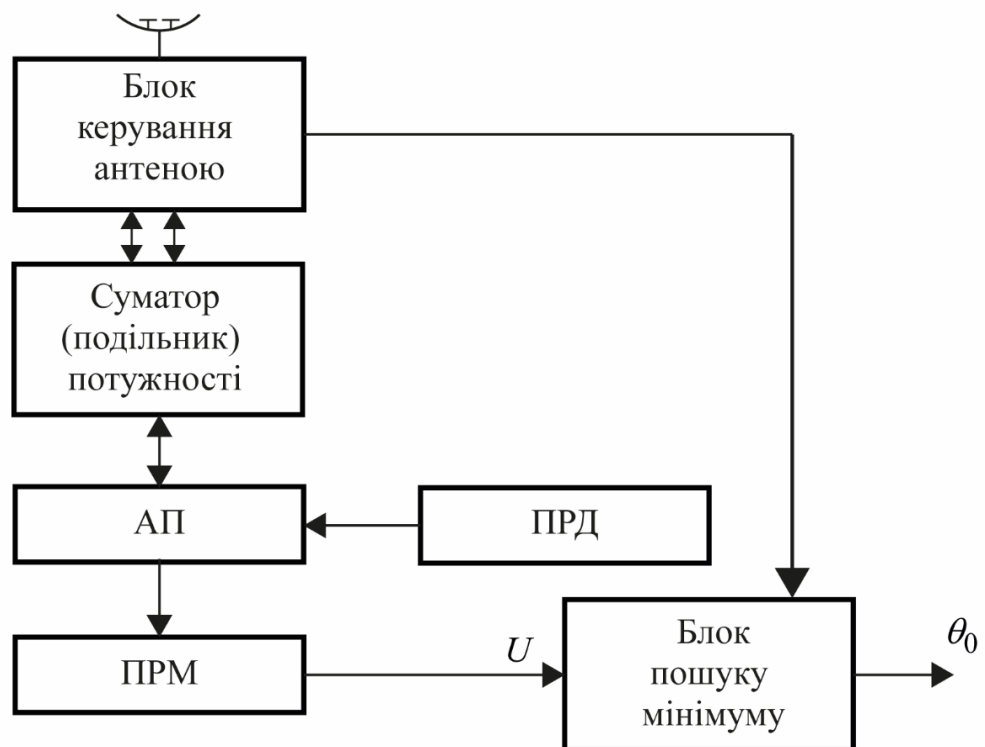 Блок
керування
антеною
Суматор
(подільник)
потужності
АП
ПРД
ПРМ
U
Блок
пошуку
мінімуму
θ₀